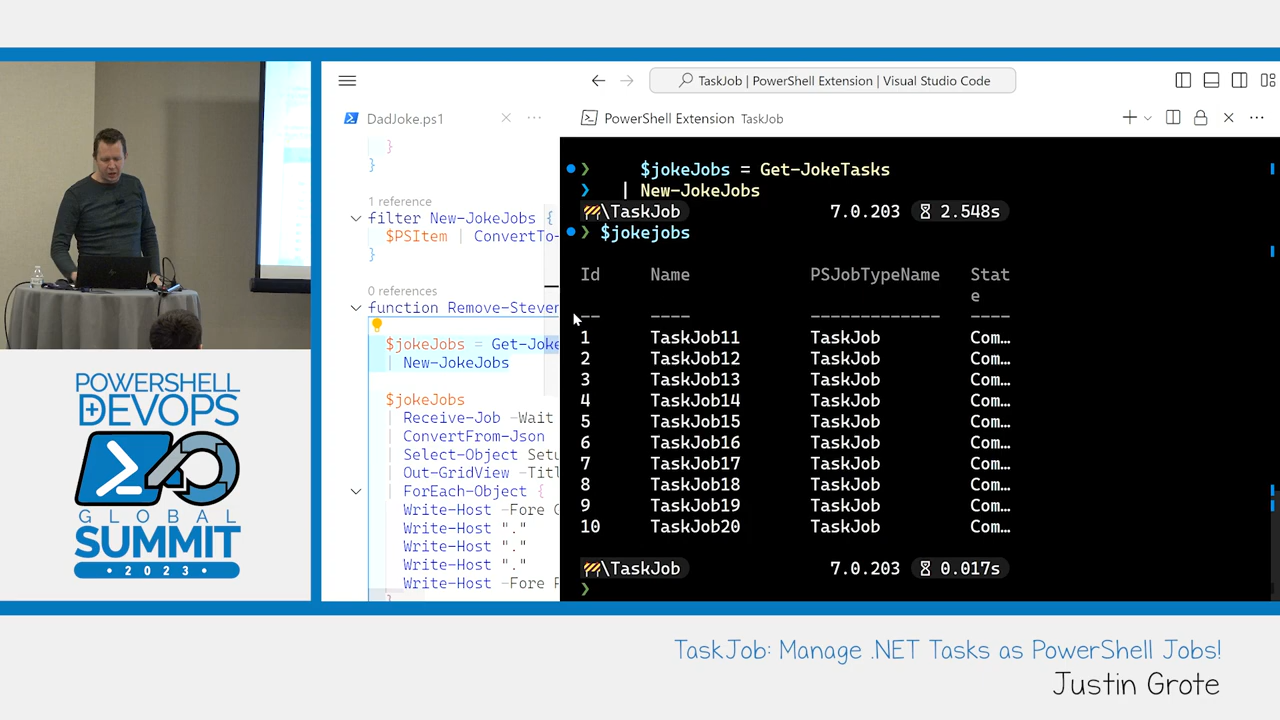 TaskJob | PowerShell Extension | Visual Studio Code
DadJoke.ps1
}
}
1 reference
filter New-JokeJobs {
$PSItem | ConvertTo-
}
0 references
function Remove-Steven
$jokeJobs = Get-Joke
| New-JokeJobs
$jokeJobs
| Receive-Job -Wait
| ConvertFrom-Json
| Select-Object Setu
| Out-GridView -Titl
| ForEach-Object {
Write-Host -Fore G
Write-Host "."
Write-Host "."
Write-Host "."
Write-Host -Fore P
PowerShell Extension TaskJob
❯ $jokeJobs = Get-JokeTasks
❯ | New-JokeJobs
\TaskJob 7.0.203 2.548s
❯ $jokejobs
Id Name PSJobTypeName Stat
e
-- ---- ------------- ----
1 TaskJob11 TaskJob Com…
2 TaskJob12 TaskJob Com…
3 TaskJob13 TaskJob Com…
4 TaskJob14 TaskJob Com…
5 TaskJob15 TaskJob Com…
6 TaskJob16 TaskJob Com…
7 TaskJob17 TaskJob Com…
8 TaskJob18 TaskJob Com…
9 TaskJob19 TaskJob Com…
10 TaskJob20 TaskJob Com…
\TaskJob 7.0.203 0.017s
❯
POWERSHELL
+DEVOPS
GLOBAL
SUMMIT
• 2023 •
TaskJob: Manage .NET Tasks as PowerShell Jobs!
Justin Grote